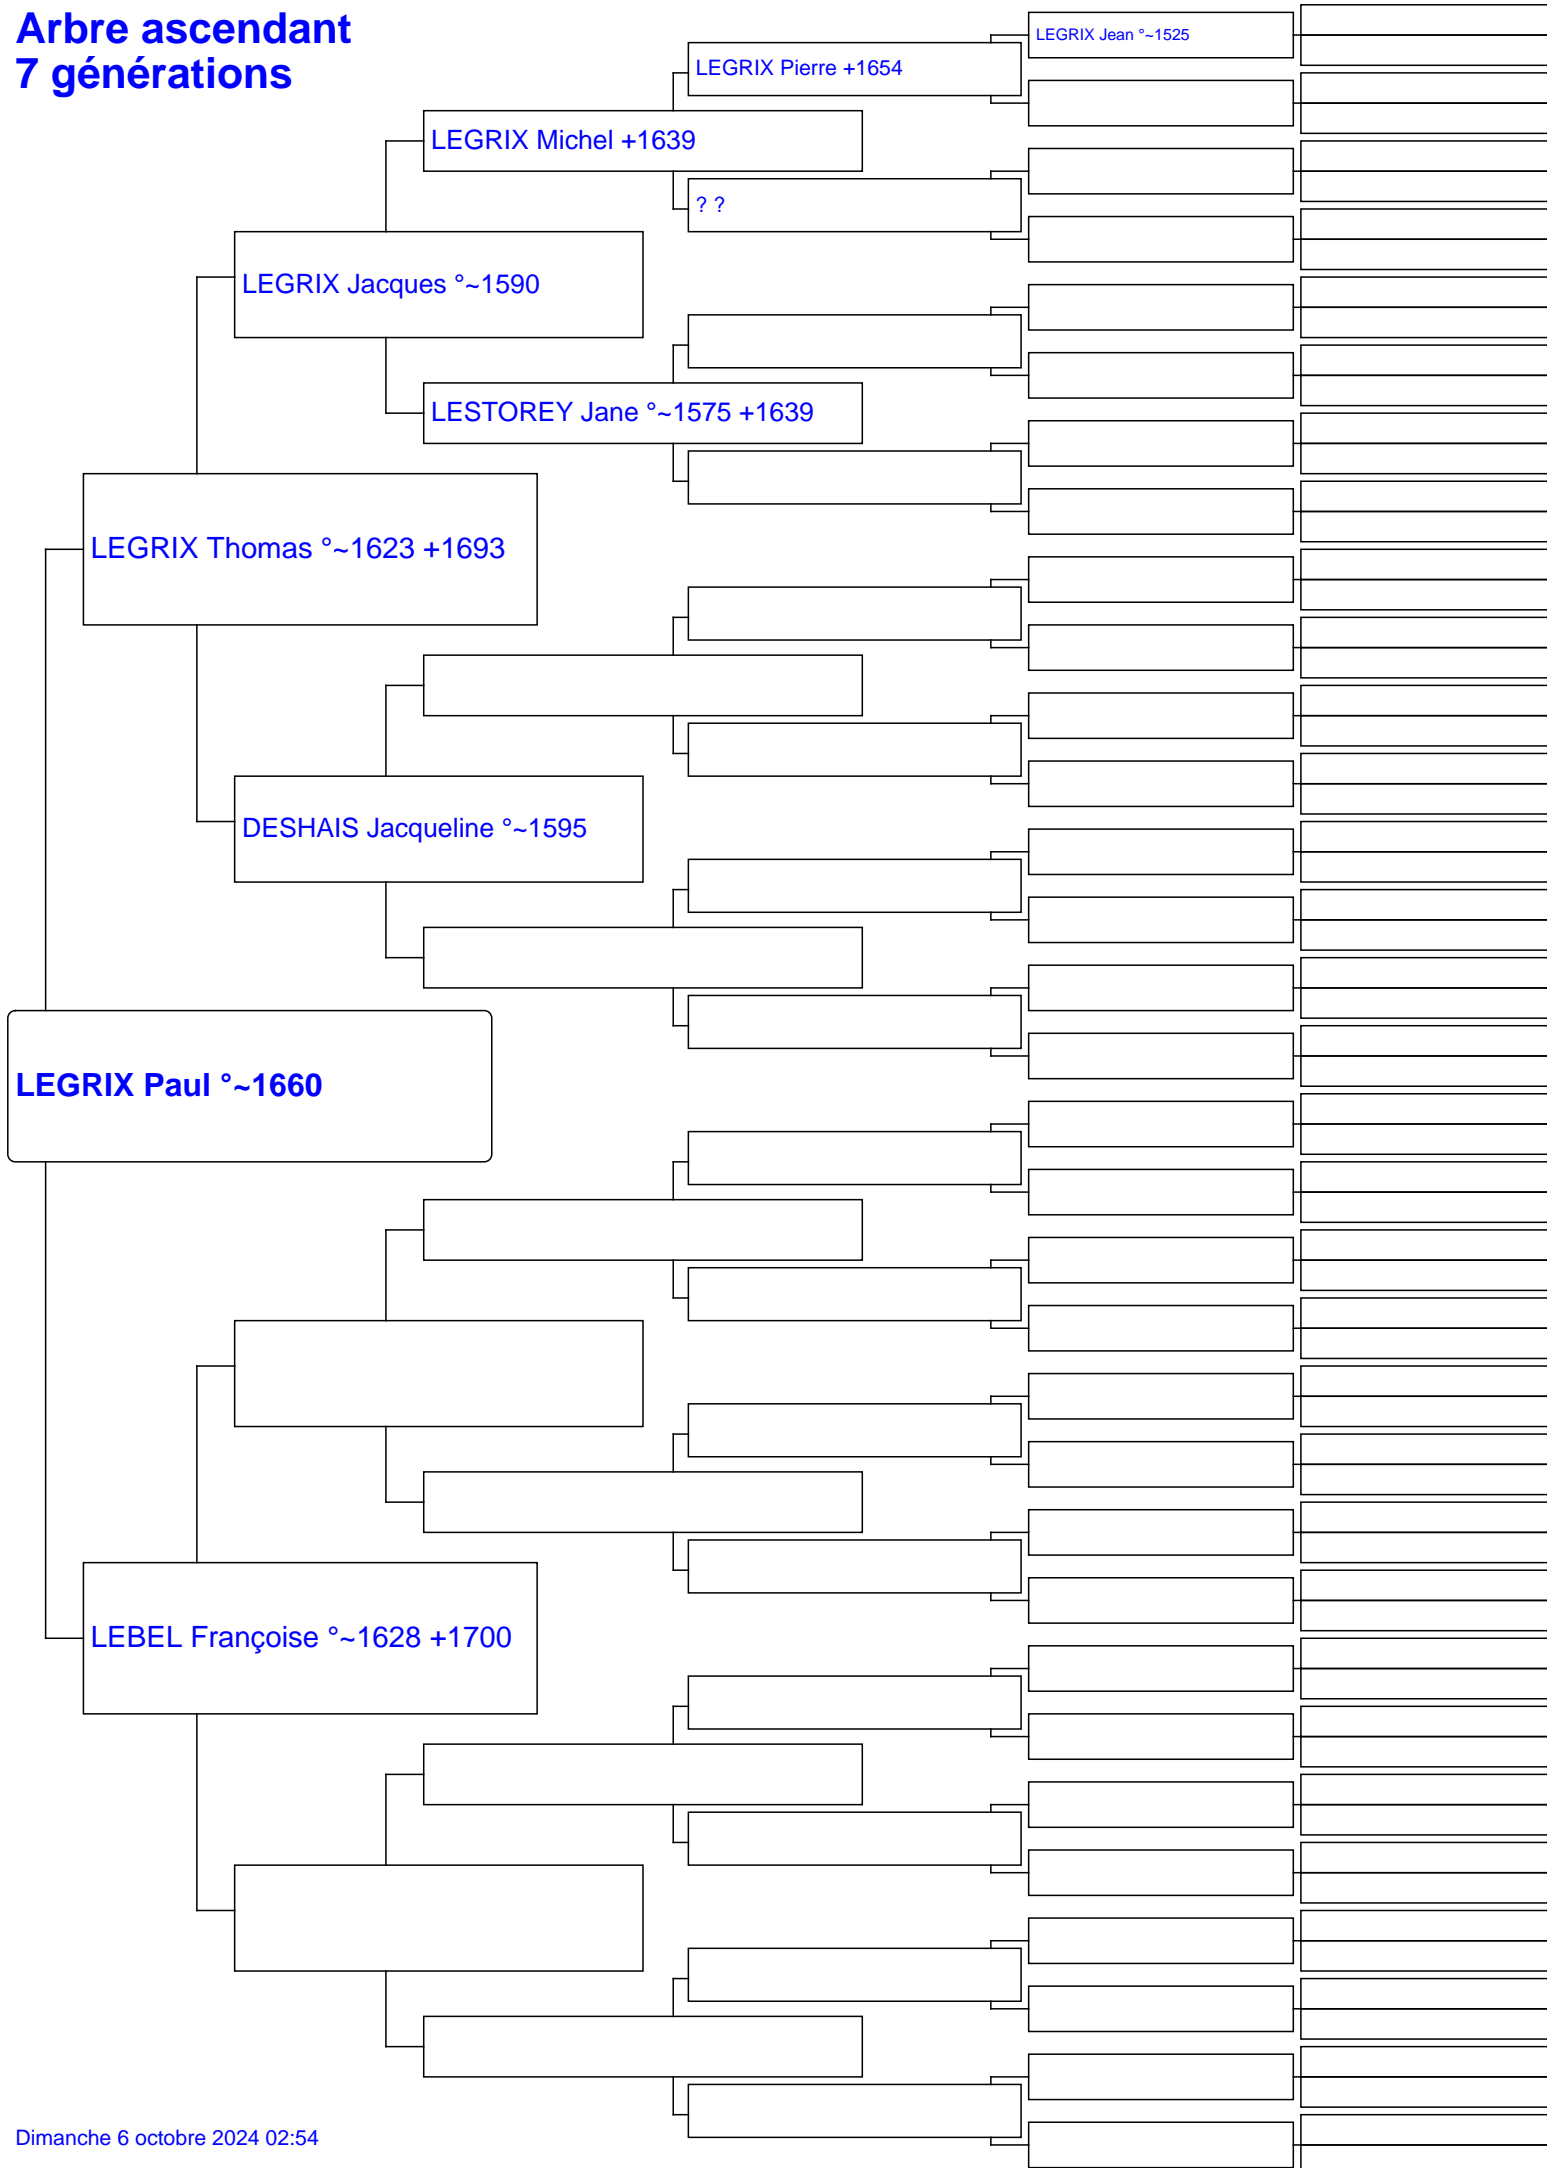 Arbre ascendant
7 générations
LEGRIX Jean °~1525
LEGRIX Pierre +1654
LEGRIX Michel +1639
? ?
LEGRIX Jacques °~1590
LESTOREY Jane °~1575 +1639
LEGRIX Thomas °~1623 +1693
DESHAIS Jacqueline °~1595
LEGRIX Paul °~1660
LEBEL Françoise °~1628 +1700
Dimanche 6 octobre 2024 02:54